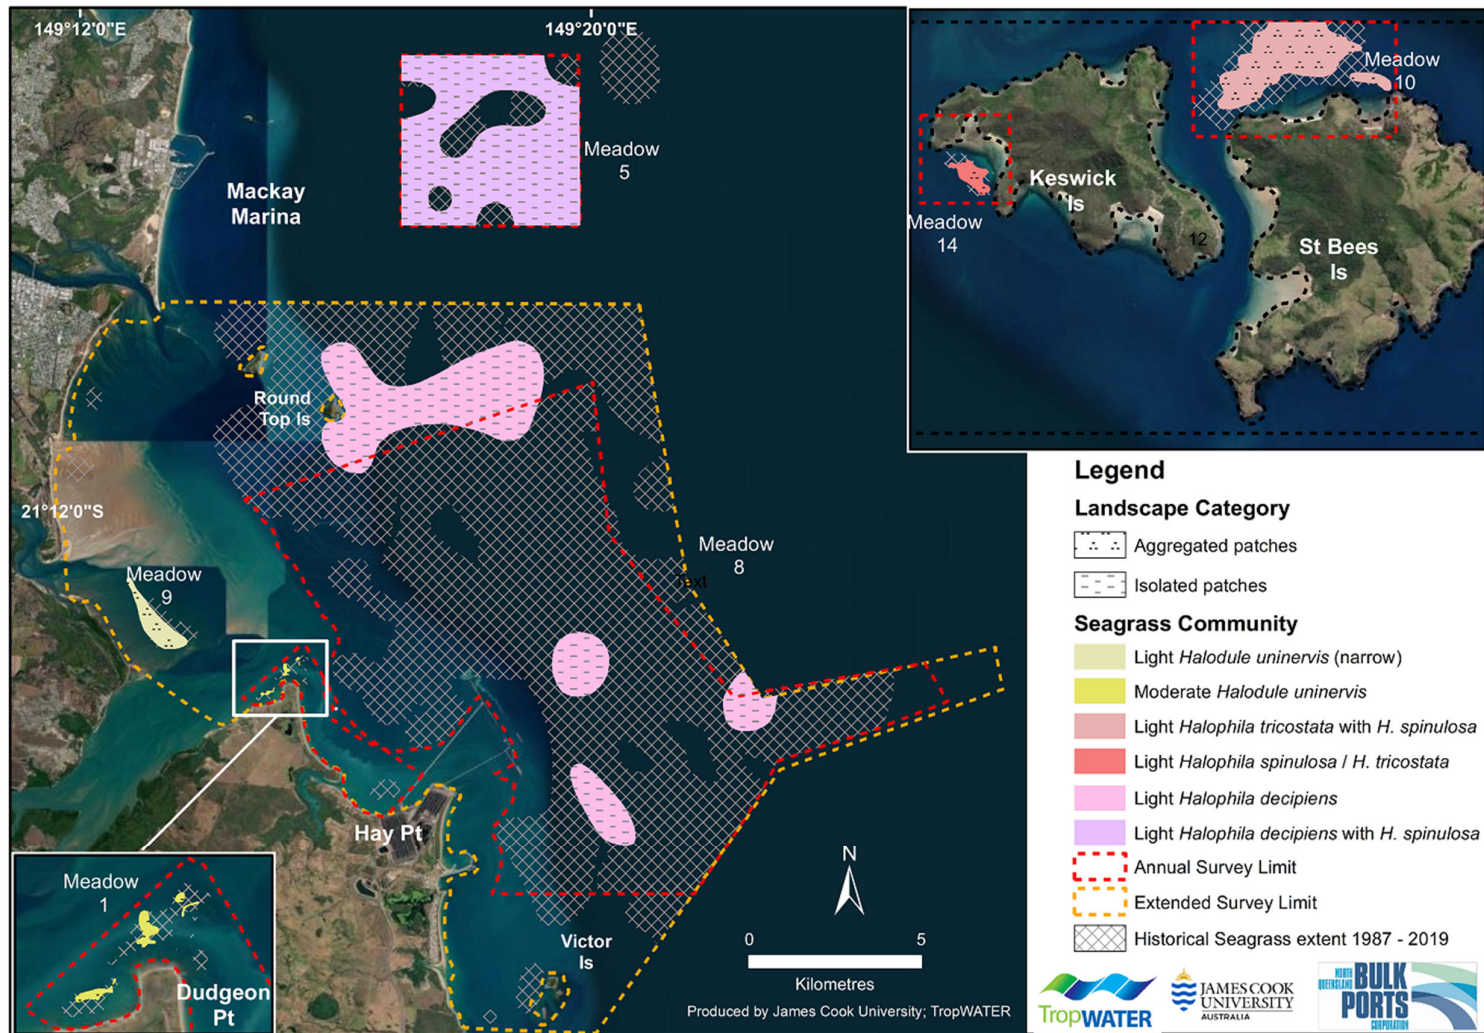 149°12'0"E
149°20'0"E
Mackay
Marina
Meadow
5
Round
Top Is
21°12'0"S
Meadow
9
Meadow
8
Text
Hay Pt
Victor
Is
N
0
5
Kilometres
Produced by James Cook University; TropWATER
Meadow
1
Dudgeon
Pt
Meadow
10
Keswick
Is
Meadow
14
12
St Bees
Is
Legend
Landscape Category
Aggregated patches
Isolated patches
Seagrass Community
Light Halodule uninervis (narrow)
Moderate Halodule uninervis
Light Halophila tricostata with H. spinulosa
Light Halophila spinulosa / H. tricostata
Light Halophila decipiens
Light Halophila decipiens with H. spinulosa
Annual Survey Limit
Extended Survey Limit
Historical Seagrass extent 1987 - 2019
TropWATER
JAMES COOK
UNIVERSITY
AUSTRALIA
NORTH
QUEENSLAND
BULK
PORTS
CORPORATION